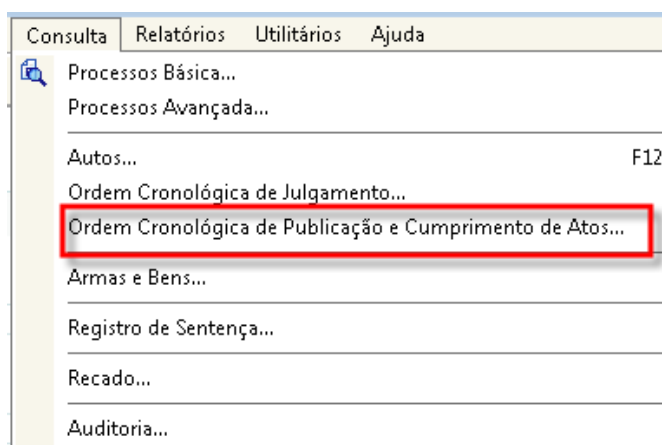 Consulta Relatórios Utilitários Ajuda
Processos Básica...
Processos Avançada...
Autos... F12
Ordem Cronológica de Julgamento...
Ordem Cronológica de Publicação e Cumprimento de Atos...
Armas e Bens...
Registro de Sentença...
Recado...
Auditoria...